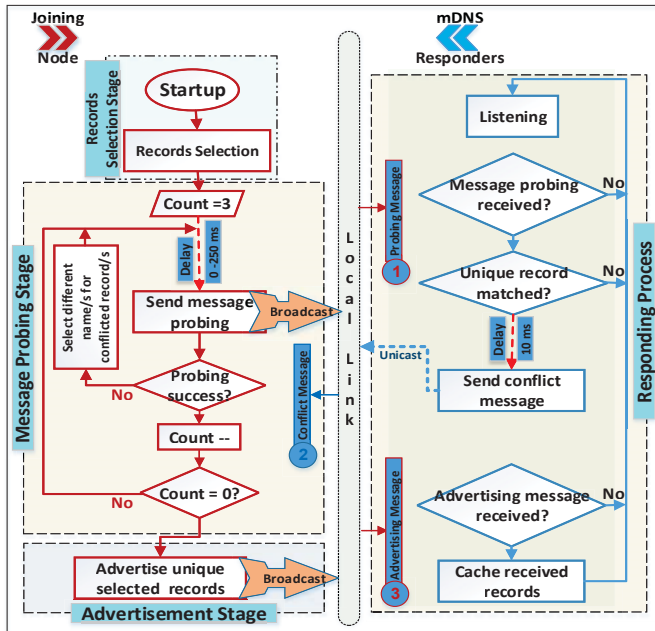 Joining
Node
mDNS
Responders
Records
Selection Stage
Startup
Records Selection
Message Probing Stage
Count =3
Delay
0 -250 ms
Select different
name/s for
conflicted record/s
Send message
probing
Broadcast
Probing
success?
No
Count --
Count = 0?
No
Advertise unique
selected records
Broadcast
Advertisement Stage
Local Link
Probing Message
1
Conflict Message
2
Advertising Message
3
Unicast
Listening
Message probing
received?
No
Unique record
matched?
No
Delay
10 ms
Send conflict
message
Advertising message
received?
No
Cache received
records
Responding Process